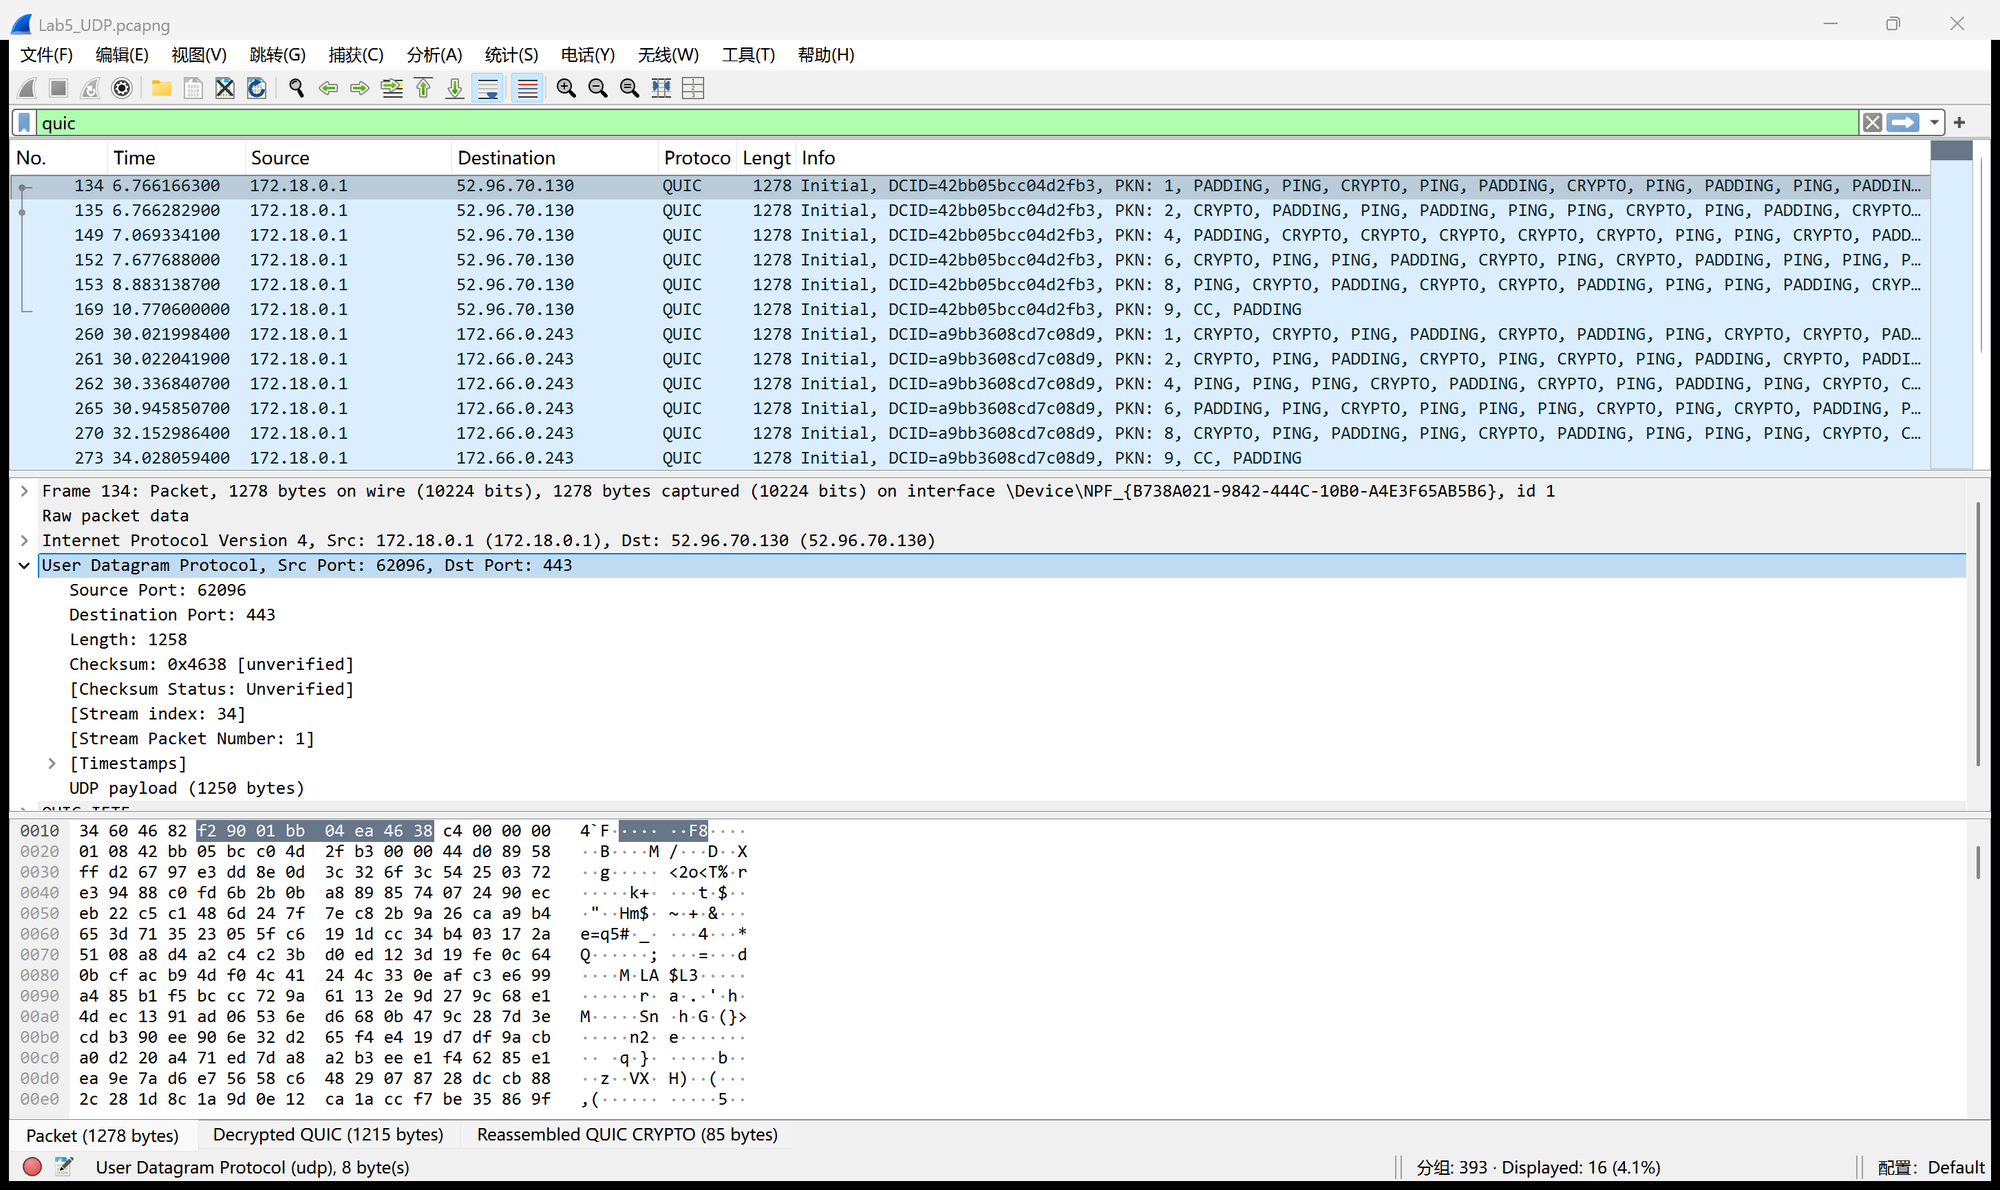 Lab5_UDP.pcapng
文件(F) 编辑(E) 视图(V) 跳转(G) 捕获(C) 分析(A) 统计(S) 电话(Y) 无线(W) 工具(T) 帮助(H)
quic
No. Time Source Destination Protoco Lengt Info
134 6.766166300 172.18.0.1 52.96.70.130 QUIC 1278 Initial, DCID=42bb05bcc04d2fb3, PKN: 1, PADDING, PING, CRYPTO, PING, PADDING, CRYPTO, PING, PADDING, PING, PADDIN…
135 6.766282900 172.18.0.1 52.96.70.130 QUIC 1278 Initial, DCID=42bb05bcc04d2fb3, PKN: 2, CRYPTO, PADDING, PING, PADDING, PING, PING, CRYPTO, PING, PADDING, CRYPTO…
149 7.069334100 172.18.0.1 52.96.70.130 QUIC 1278 Initial, DCID=42bb05bcc04d2fb3, PKN: 4, PADDING, CRYPTO, CRYPTO, CRYPTO, CRYPTO, CRYPTO, PING, PING, CRYPTO, PADD…
152 7.677688000 172.18.0.1 52.96.70.130 QUIC 1278 Initial, DCID=42bb05bcc04d2fb3, PKN: 6, CRYPTO, PING, PING, PADDING, CRYPTO, PING, CRYPTO, PADDING, PING, PING, P…
153 8.883138700 172.18.0.1 52.96.70.130 QUIC 1278 Initial, DCID=42bb05bcc04d2fb3, PKN: 8, PING, CRYPTO, PADDING, CRYPTO, CRYPTO, PADDING, PING, PING, PADDING, CRYP…
169 10.770600000 172.18.0.1 52.96.70.130 QUIC 1278 Initial, DCID=42bb05bcc04d2fb3, PKN: 9, CC, PADDING
260 30.021998400 172.18.0.1 172.66.0.243 QUIC 1278 Initial, DCID=a9bb3608cd7c08d9, PKN: 1, CRYPTO, CRYPTO, PING, PADDING, CRYPTO, PADDING, PING, CRYPTO, CRYPTO, PAD…
261 30.022041900 172.18.0.1 172.66.0.243 QUIC 1278 Initial, DCID=a9bb3608cd7c08d9, PKN: 2, CRYPTO, PING, PADDING, CRYPTO, PING, CRYPTO, PING, PADDING, CRYPTO, PADDI…
262 30.336840700 172.18.0.1 172.66.0.243 QUIC 1278 Initial, DCID=a9bb3608cd7c08d9, PKN: 4, PING, PING, PING, CRYPTO, PADDING, CRYPTO, PING, PADDING, PING, CRYPTO, C…
265 30.945850700 172.18.0.1 172.66.0.243 QUIC 1278 Initial, DCID=a9bb3608cd7c08d9, PKN: 6, PADDING, PING, CRYPTO, PING, PING, PING, CRYPTO, PING, CRYPTO, PADDING, P…
270 32.152986400 172.18.0.1 172.66.0.243 QUIC 1278 Initial, DCID=a9bb3608cd7c08d9, PKN: 8, CRYPTO, PING, PADDING, PING, CRYPTO, PADDING, PING, PING, PING, CRYPTO, C…
273 34.028059400 172.18.0.1 172.66.0.243 QUIC 1278 Initial, DCID=a9bb3608cd7c08d9, PKN: 9, CC, PADDING
Frame 134: Packet, 1278 bytes on wire (10224 bits), 1278 bytes captured (10224 bits) on interface \Device\NPF_{B738A021-9842-444C-10B0-A4E3F65AB5B6}, id 1
Raw packet data
Internet Protocol Version 4, Src: 172.18.0.1 (172.18.0.1), Dst: 52.96.70.130 (52.96.70.130)
User Datagram Protocol, Src Port: 62096, Dst Port: 443
Source Port: 62096
Destination Port: 443
Length: 1258
Checksum: 0x4638 [unverified]
[Checksum Status: Unverified]
[Stream index: 34]
[Stream Packet Number: 1]
[Timestamps]
UDP payload (1250 bytes)
QUIC IETF
0010 34 60 46 82 f2 90 01 bb 04 ea 46 38 c4 00 00 00 4`F·····  ··F8····
0020 01 08 42 bb 05 bc c0 4d 2f b3 00 00 44 d0 89 58 ··B····M /···D··X
0030 ff d2 67 97 e3 dd 8e 0d 3c 32 6f 3c 54 25 03 72 ··g····· <2o<T%·r
0040 e3 94 88 c0 fd 6b 2b 0b a8 89 85 74 07 24 90 ec ·····k+· ···t·$··
0050 eb 22 c5 c1 48 6d 24 7f 7e c8 2b 9a 26 ca a9 b4 ·"··Hm$· ~·+·&···
0060 65 3d 71 35 23 05 5f c6 19 1d cc 34 b4 03 17 2a e=q5#·_· ···4···*
0070 51 08 a8 d4 a2 c4 c2 3b d0 ed 12 3d 19 fe 0c 64 Q······; ···=···d
0080 0b cf ac b9 4d f0 4c 41 24 4c 33 0e af c3 e6 99 ····M·LA $L3·····
0090 a4 85 b1 f5 bc cc 72 9a 61 13 2e 9d 27 9c 68 e1 ······r· a·.·'·h·
00a0 4d ec 13 91 ad 06 53 6e d6 68 0b 47 9c 28 7d 3e M·····Sn ·h·G·(}>
00b0 cd b3 90 ee 90 6e 32 d2 65 f4 e4 19 d7 df 9a cb ·····n2· e·······
00c0 a0 d2 20 a4 71 ed 7d a8 a2 b3 ee e1 f4 62 85 e1 ·· ·q·}· ·····b··
00d0 ea 9e 7a d6 e7 56 58 c6 48 29 07 87 28 dc cb 88 ··z··VX· H)··(···
00e0 2c 28 1d 8c 1a 9d 0e 12 ca 1a cc f7 be 35 86 9f ,(······ ·····5··
Packet (1278 bytes) Decrypted QUIC (1215 bytes) Reassembled QUIC CRYPTO (85 bytes)
User Datagram Protocol (udp), 8 byte(s) 分组: 393 · Displayed: 16 (4.1%) 配置: Default